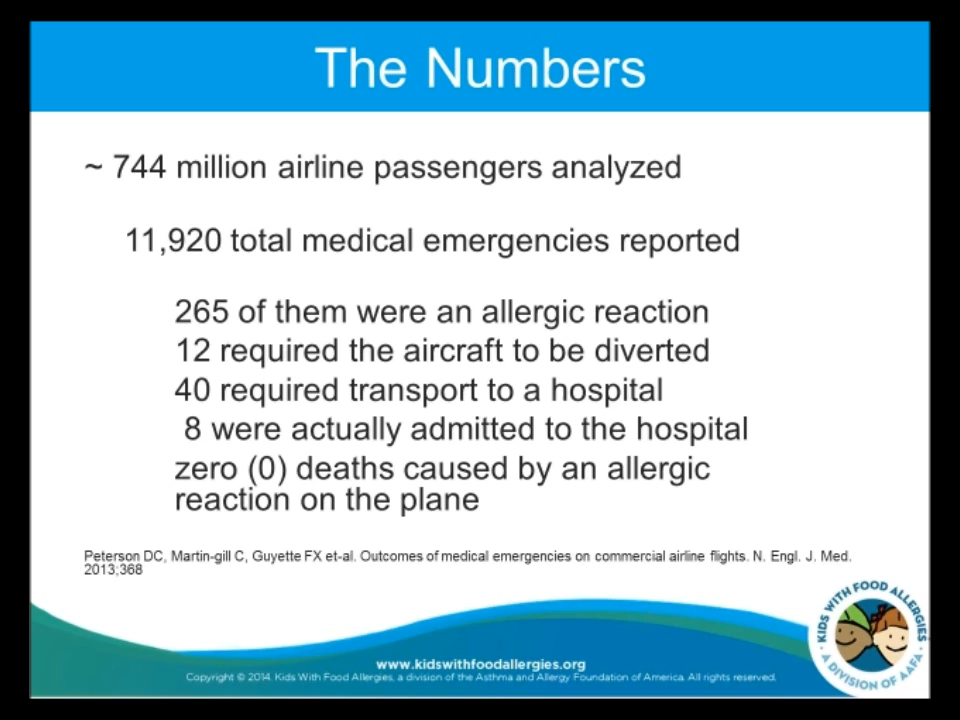 The Numbers
~ 744 million airline passengers analyzed
11,920 total medical emergencies reported
265 of them were an allergic reaction
12 required the aircraft to be diverted
40 required transport to a hospital
8 were actually admitted to the hospital
zero (0) deaths caused by an allergic
reaction on the plane
Peterson DC, Martin-gill C, Guyette FX et-al. Outcomes of medical emergencies on commercial airline flights. N. Engl. J. Med.
2013;368
www.kidswithfoodallergies.org
Copyright © 2014. Kids With Food Allergies, a division of the Asthma and Allergy Foundation of America. All rights reserved.
· KIDS WITH FOOD ALLERGIES ·
A DIVISION OF AAFA